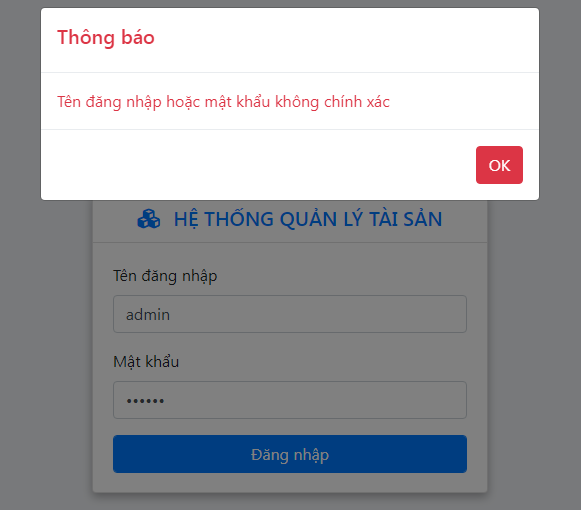 Thông báo
Tên đăng nhập hoặc mật khẩu không chính xác
OK
HỆ THỐNG QUẢN LÝ TÀI SẢN
Tên đăng nhập
admin
Mật khẩu
••••••
Đăng nhập